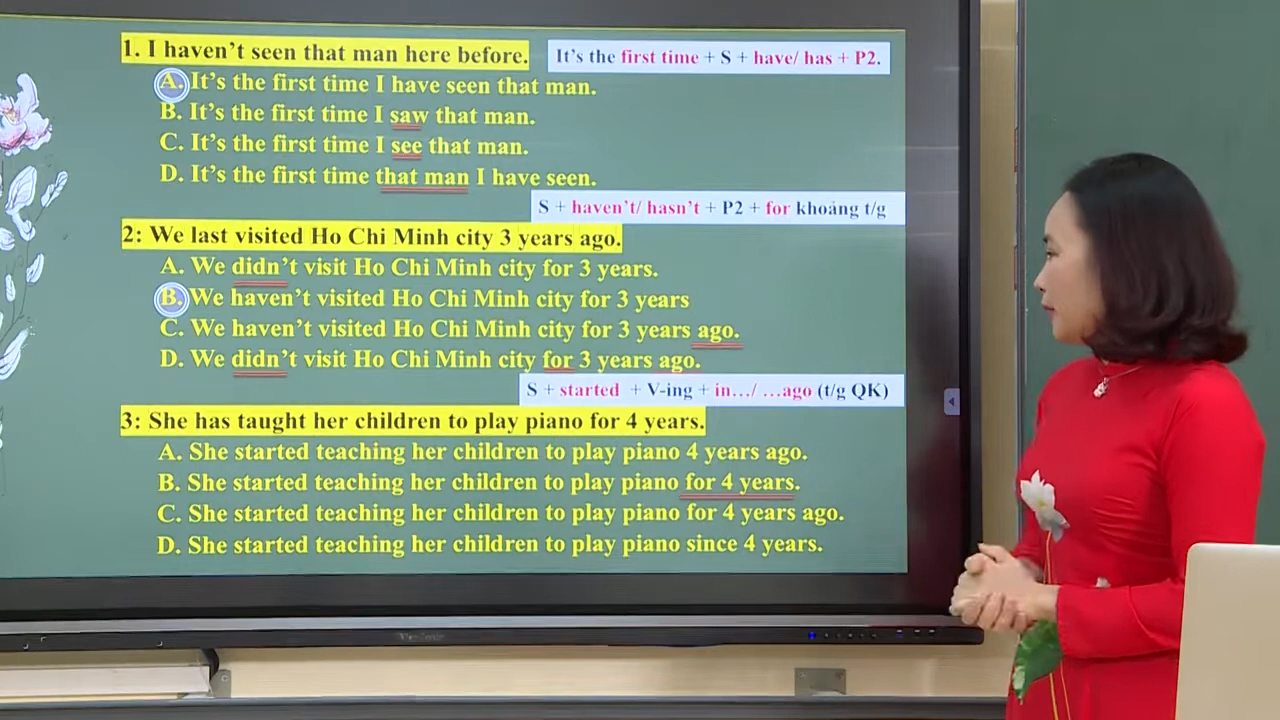 1. I haven't seen that man here before.
It's the first time + S + have/ has + P2.
A. It's the first time I have seen that man.
B. It's the first time I saw that man.
C. It's the first time I see that man.
D. It's the first time that man I have seen.
S + haven't/ hasn't + P2 + for khoảng t/g
2: We last visited Ho Chi Minh city 3 years ago.
A. We didn't visit Ho Chi Minh city for 3 years.
B. We haven't visited Ho Chi Minh city for 3 years
C. We haven't visited Ho Chi Minh city for 3 years ago.
D. We didn't visit Ho Chi Minh city for 3 years ago.
S + started + V-ing + in…/ …ago (t/g QK)
3: She has taught her children to play piano for 4 years.
A. She started teaching her children to play piano 4 years ago.
B. She started teaching her children to play piano for 4 years.
C. She started teaching her children to play piano for 4 years ago.
D. She started teaching her children to play piano since 4 years.